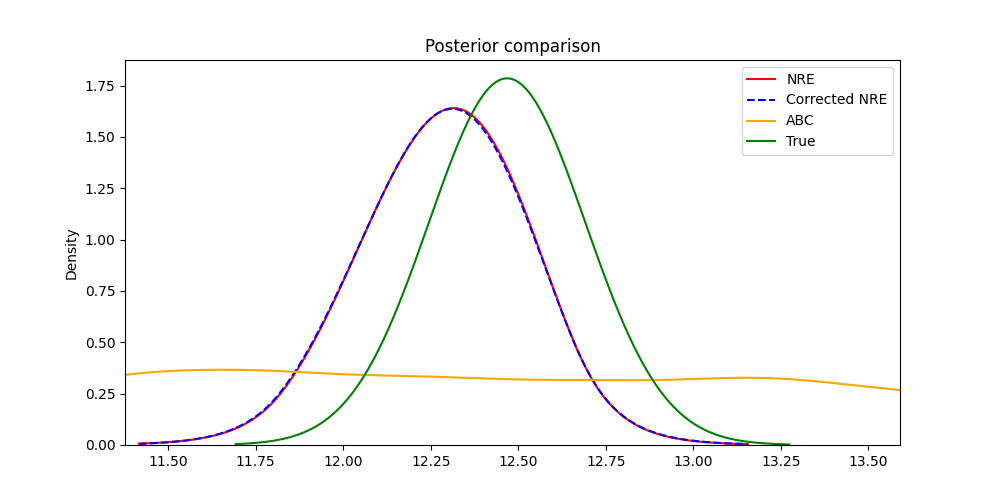 Posterior comparison
NRE
Corrected NRE
ABC
True
Density
1.75
1.50
1.25
1.00
0.75
0.50
0.25
0.00
11.50 11.75 12.00 12.25 12.50 12.75 13.00 13.25 13.50